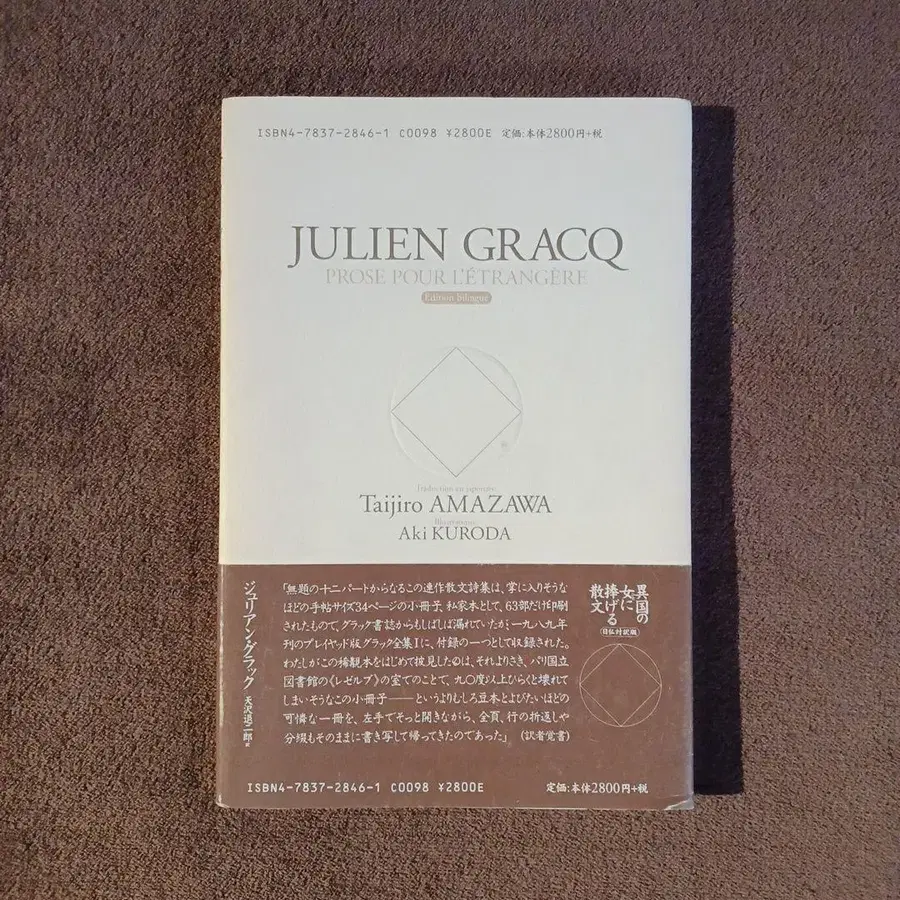 ISBN4-7837-2846-1 C0098 ¥2800E 定価:本体2800円+税
JULIEN GRACQ
PROSE POUR L'ÉTRANGÈRE
Édition bilingue
Traduction en japonais:
Taijiro AMAZAWA
Illustrations:
Aki KURODA
異国の
女に
捧げる
散文
日仏対訳版
「無題の十二パートからなるこの連作散文詩集は、掌に入りそうな
ほどの手帖サイズ34ページの小冊子、私家本として、63部だけ印刷
されたもので、グラック書誌からもしばしば漏れていたが、一九八九年
刊のプレイヤッド版グラック全集Ⅰに、付録の一つとして収録された。
わたしがこの稀覯本をはじめて披見したのは、それよりさき、パリ国立
図書館の《レゼルブ》の室でのことで、九〇度以上ひらくと壊れて
しまいそうなこの小冊子――というよりむしろ豆本とよびたいほどの
可憐な一冊を、左手でそっと開きながら、全頁、行の折返しや
分綴もそのままに書き写して帰ってきたのであった」 (訳者覚書)
ジュリアン・グラック
天沢退二郎 訳
ISBN4-7837-2846-1 C0098 ¥2800E 定価:本体2800円+税